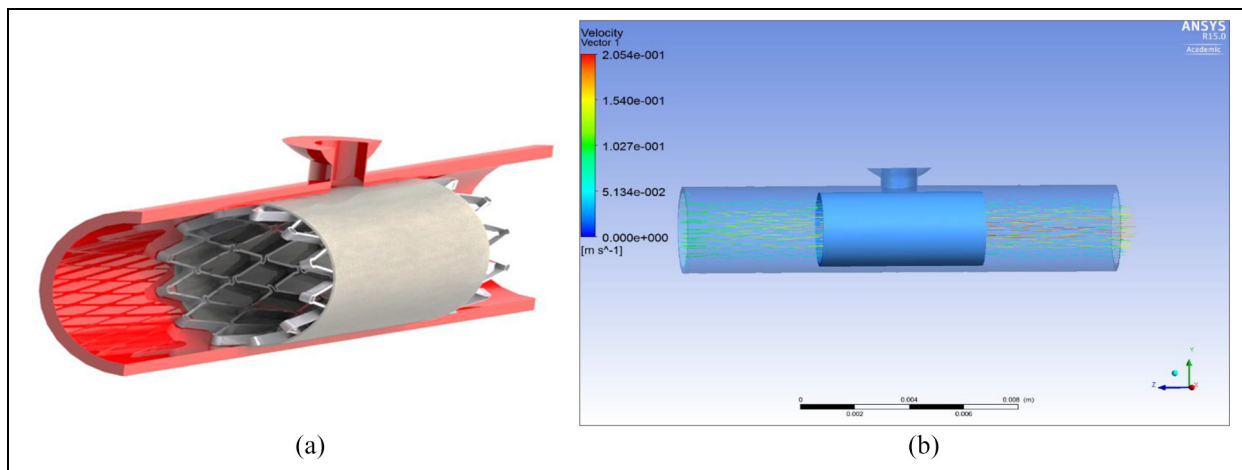 Velocity
Vector 1
2.054e-001
1.540e-001
1.027e-001
5.134e-002
0.000e+000
[m s^-1]
ANSYS
R15.0
Academic
Y
Z
X
0
0.004
0.008
(m)
0.002
0.006
(a)
(b)